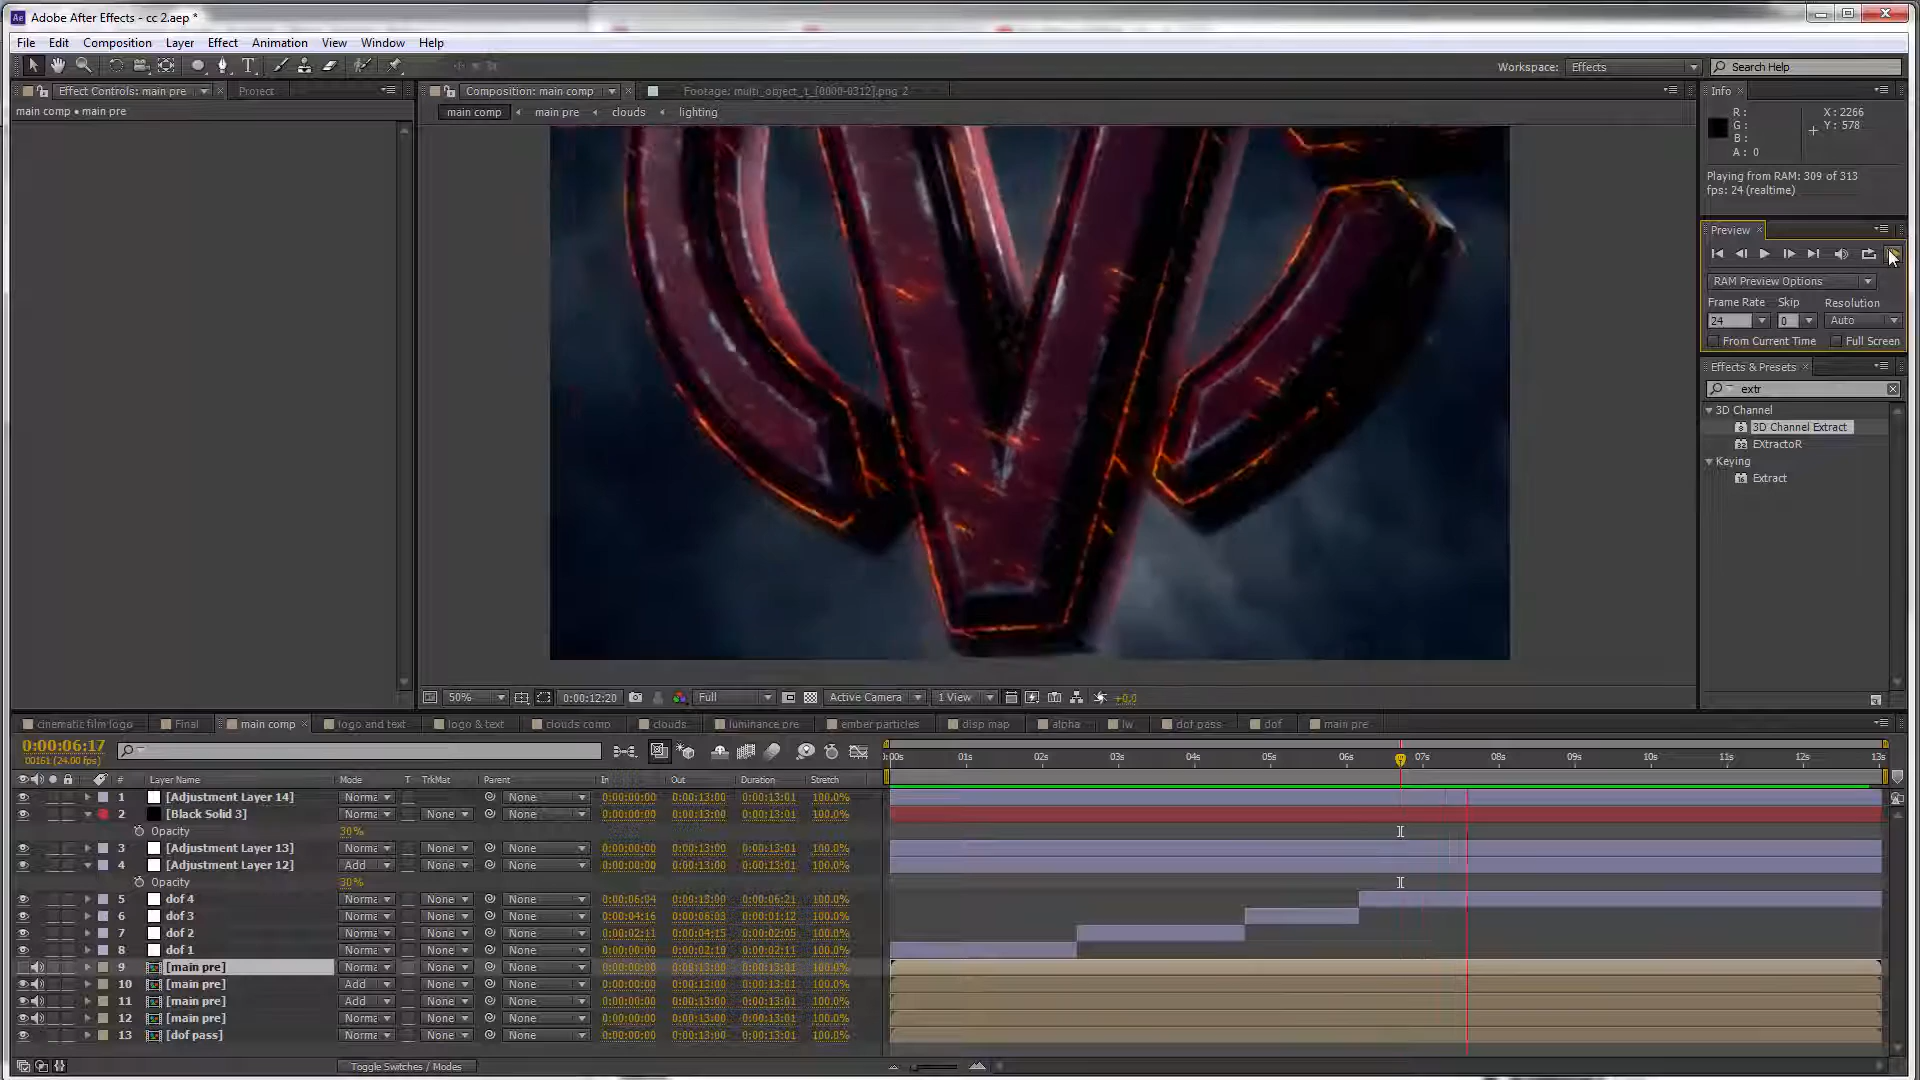 Adobe After Effects - cc 2.aep *
File Edit Composition Layer Effect Animation View Window Help
Workspace: Effects Search Help
Effect Controls: main pre Project
main comp • main pre
Composition: main comp Footage: multi_object_1_[0000-0312].png 2
main comp main pre clouds lighting
Info
R : X : 2266
G : Y : 578
B :
A : 0
Playing from RAM: 309 of 313
fps: 24 (realtime)
Preview
RAM Preview Options
Frame Rate Skip Resolution
24 0 Auto
From Current Time Full Screen
Effects & Presets
extr
3D Channel
3D Channel Extract
EXtractoR
Keying
Extract
50% 0:00:12:20 Full Active Camera 1 View +0.0
cinematic film logo Final main comp logo and text logo & text clouds comp clouds luminance pre ember particles disp map alpha lw dof pass dof main pre
0:00:06:17
00161 (24.00 fps)
:00s 01s 02s 03s 04s 05s 06s 07s 08s 09s 10s 11s 12s 13s
# Layer Name Mode T TrkMat Parent In Out Duration Stretch
1 [Adjustment Layer 14] Norma None 0:00:00:00 0:00:13:00 0:00:13:01 100.0%
2 [Black Solid 3] Norma None None 0:00:00:00 0:00:13:00 0:00:13:01 100.0%
Opacity 30%
3 [Adjustment Layer 13] Norma None None 0:00:00:00 0:00:13:00 0:00:13:01 100.0%
4 [Adjustment Layer 12] Add None None 0:00:00:00 0:00:13:00 0:00:13:01 100.0%
Opacity 30%
5 dof 4 Norma None None 0:00:06:04 0:00:13:00 0:00:06:21 100.0%
6 dof 3 Norma None None 0:00:04:16 0:00:06:03 0:00:01:12 100.0%
7 dof 2 Norma None None 0:00:02:11 0:00:04:15 0:00:02:05 100.0%
8 dof 1 Norma None None 0:00:00:00 0:00:02:10 0:00:02:11 100.0%
9 [main pre] Norma None None 0:00:00:00 0:00:13:00 0:00:13:01 100.0%
10 [main pre] Add None None 0:00:00:00 0:00:13:00 0:00:13:01 100.0%
11 [main pre] Add None None 0:00:00:00 0:00:13:00 0:00:13:01 100.0%
12 [main pre] Norma None None 0:00:00:00 0:00:13:00 0:00:13:01 100.0%
13 [dof pass] Norma None None 0:00:00:00 0:00:13:00 0:00:13:01 100.0%
Toggle Switches / Modes